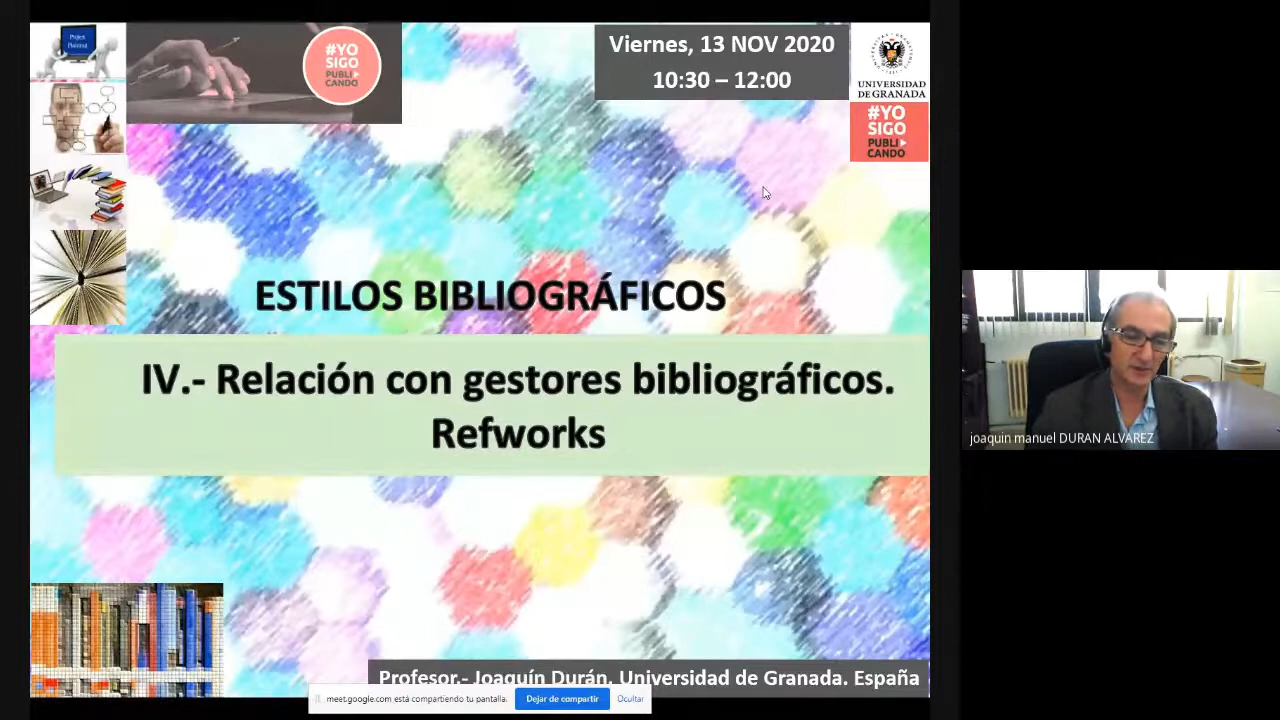 Project
Planning
#YO
SIGO
PUBLI
CANDO
Viernes, 13 NOV 2020
10:30 – 12:00
UNIVERSIDAD
DE GRANADA
#YO
SIGO
PUBLI
CANDO
ESTILOS BIBLIOGRÁFICOS
IV.- Relación con gestores bibliográficos.
Refworks
joaquin manuel DURAN ALVAREZ
Profesor.- Joaquín Durán. Universidad de Granada. España
meet.google.com está compartiendo tu pantalla.
Dejar de compartir
Ocultar